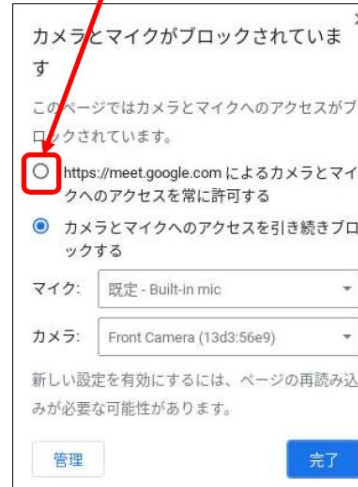 カメラとマイクがブロックされていま
す
このページではカメラとマイクへのアクセスがブ
ロックされています。
https://meet.google.com によるカメラとマイ
クへのアクセスを常に許可する
カメラとマイクへのアクセスを引き続きブロ
ックする
マイク: 既定 - Built-in mic
カメラ: Front Camera (13d3:56e9)
新しい設定を有効にするには、ページの再読み込
みが必要な可能性があります。
管理 完了